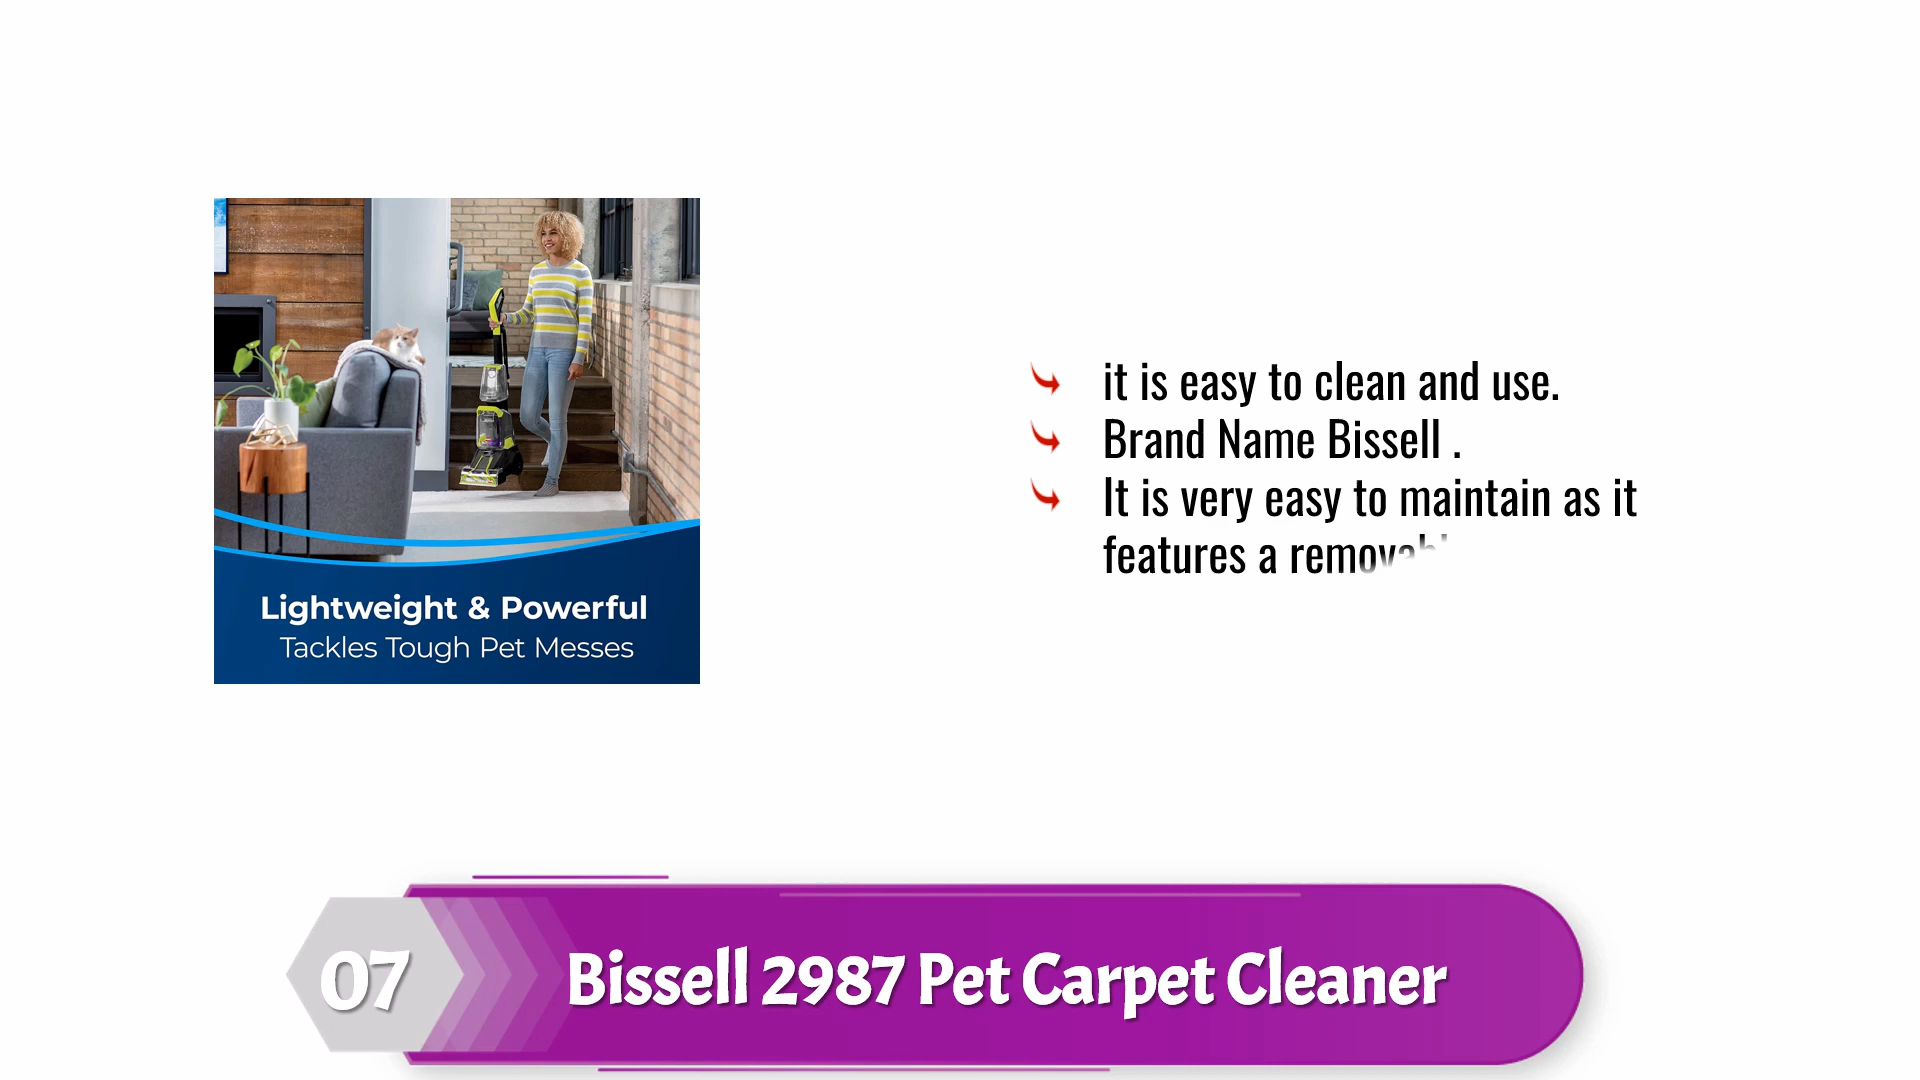 it is easy to clean and use.
Brand Name Bissell .
It is very easy to maintain as it
features a
Lightweight & Powerful
Tackles Tough Pet Messes
07
Bissell 2987 Pet Carpet Cleaner